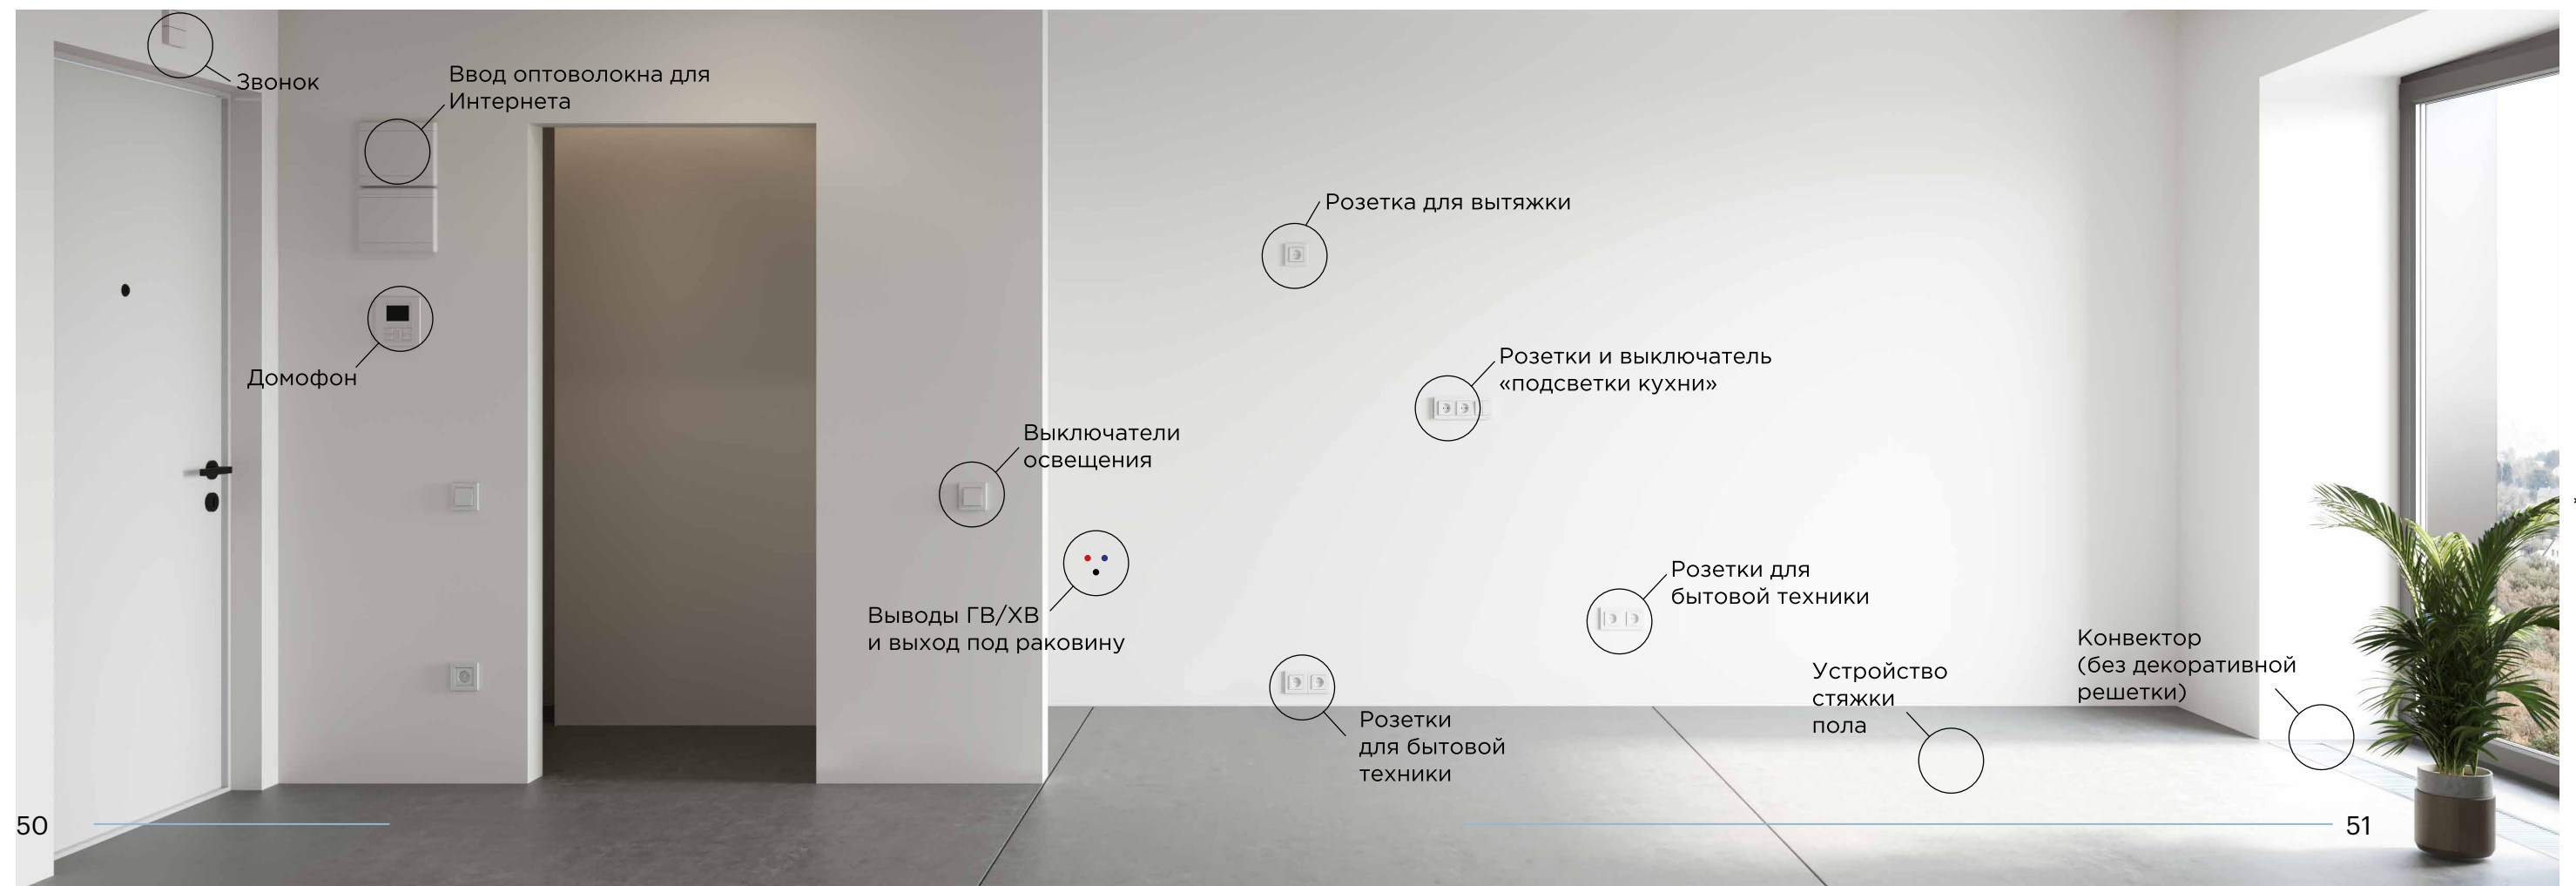 Звонок
Ввод оптоволокна для
Интернета
Домофон
Выключатели
освещения
Выводы ГВ/ХВ
и выход под раковину
Розетка для вытяжки
Розетки и выключатель
«подсветки кухни»
Розетки для
бытовой техники
Розетки
для бытовой
техники
Устройство
стяжки
пола
Конвектор
(без декоративной
решетки)
50
51